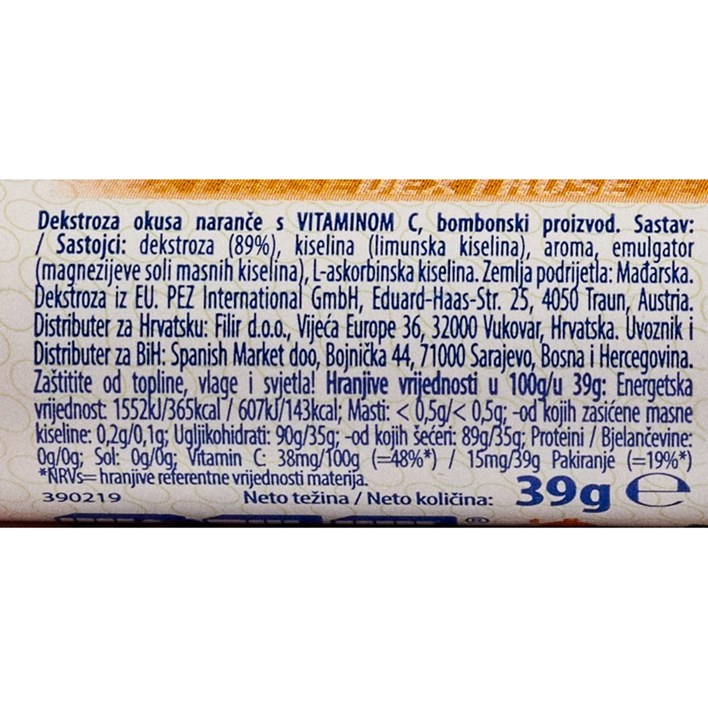 DEXTROSE
Dekstroza okusa naranče s VITAMINOM C, bombonski proizvod. Sastav:
/ Sastojci: dekstroza (89%), kiselina (limunska kiselina), aroma, emulgator
(magnezijeve soli masnih kiselina), L-askorbinska kiselina. Zemlja podrijetla: Mađarska.
Dekstroza iz EU. PEZ International GmbH, Eduard-Haas-Str. 25, 4050 Traun, Austria.
Distributer za Hrvatsku: Filir d.o.o., Vijeća Europe 36, 32000 Vukovar, Hrvatska. Uvoznik i
Distributer za BiH: Spanish Market doo, Bojnička 44, 71000 Sarajevo, Bosna i Hercegovina.
Zaštitite od topline, vlage i svjetla! Hranjive vrijednosti u 100g/u 39g: Energetska
vrijednost: 1552kJ/365kcal / 607kJ/143kcal; Masti: < 0,5g/< 0,5g; -od kojih zasićene masne
kiseline: 0,2g/0,1g; Ugljikohidrati: 90g/35g; -od kojih šećeri: 89g/35g; Proteini / Bjelančevine:
0g/0g; Sol: 0g/0g; Vitamin C: 38mg/100g (=48%*) / 15mg/39g Pakiranje (=19%*)
*NRVs= hranjive referentne vrijednosti materija.
390219 Neto težina / Neto količina: 39g ℮
®